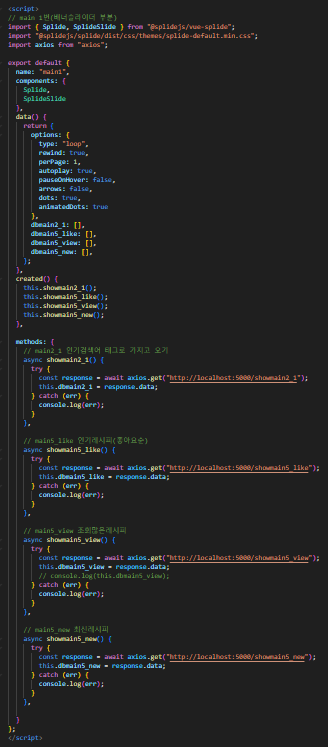 <script>
// main 1번(배너슬라이더 부분)
import { Splide, SplideSlide } from "@splidejs/vue-splide";
import "@splidejs/splide/dist/css/themes/splide-default.min.css";
import axios from "axios";
export default {
name: "main1",
components: {
Splide,
SplideSlide
},
data() {
return {
options: {
type: "loop",
rewind: true,
perPage: 1,
autoplay: true,
pauseOnHover: false,
arrows: false,
dots: true,
animatedDots: true
},
dbmain2_1: [],
dbmain5_like: [],
dbmain5_view: [],
dbmain5_new: [],
};
},
created() {
this.showmain2_1();
this.showmain5_like();
this.showmain5_view();
this.showmain5_new();
},
methods: {
// main2_1 인기검색어 태그로 가지고 오기
async showmain2_1() {
try {
const response = await axios.get("http://localhost:5000/showmain2_1");
this.dbmain2_1 = response.data;
} catch (err) {
console.log(err);
}
},
// main5_like 인기레시피(좋아요순)
async showmain5_like() {
try {
const response = await axios.get("http://localhost:5000/showmain5_like");
this.dbmain5_like = response.data;
} catch (err) {
console.log(err);
}
},
// main5_view 조회많은레시피
async showmain5_view() {
try {
const response = await axios.get("http://localhost:5000/showmain5_view");
this.dbmain5_view = response.data;
// console.log(this.dbmain5_view);
} catch (err) {
console.log(err);
}
},
// main5_new 최신레시피
async showmain5_new() {
try {
const response = await axios.get("http://localhost:5000/showmain5_new");
this.dbmain5_new = response.data;
} catch (err) {
console.log(err);
}
},
}
};
</script>